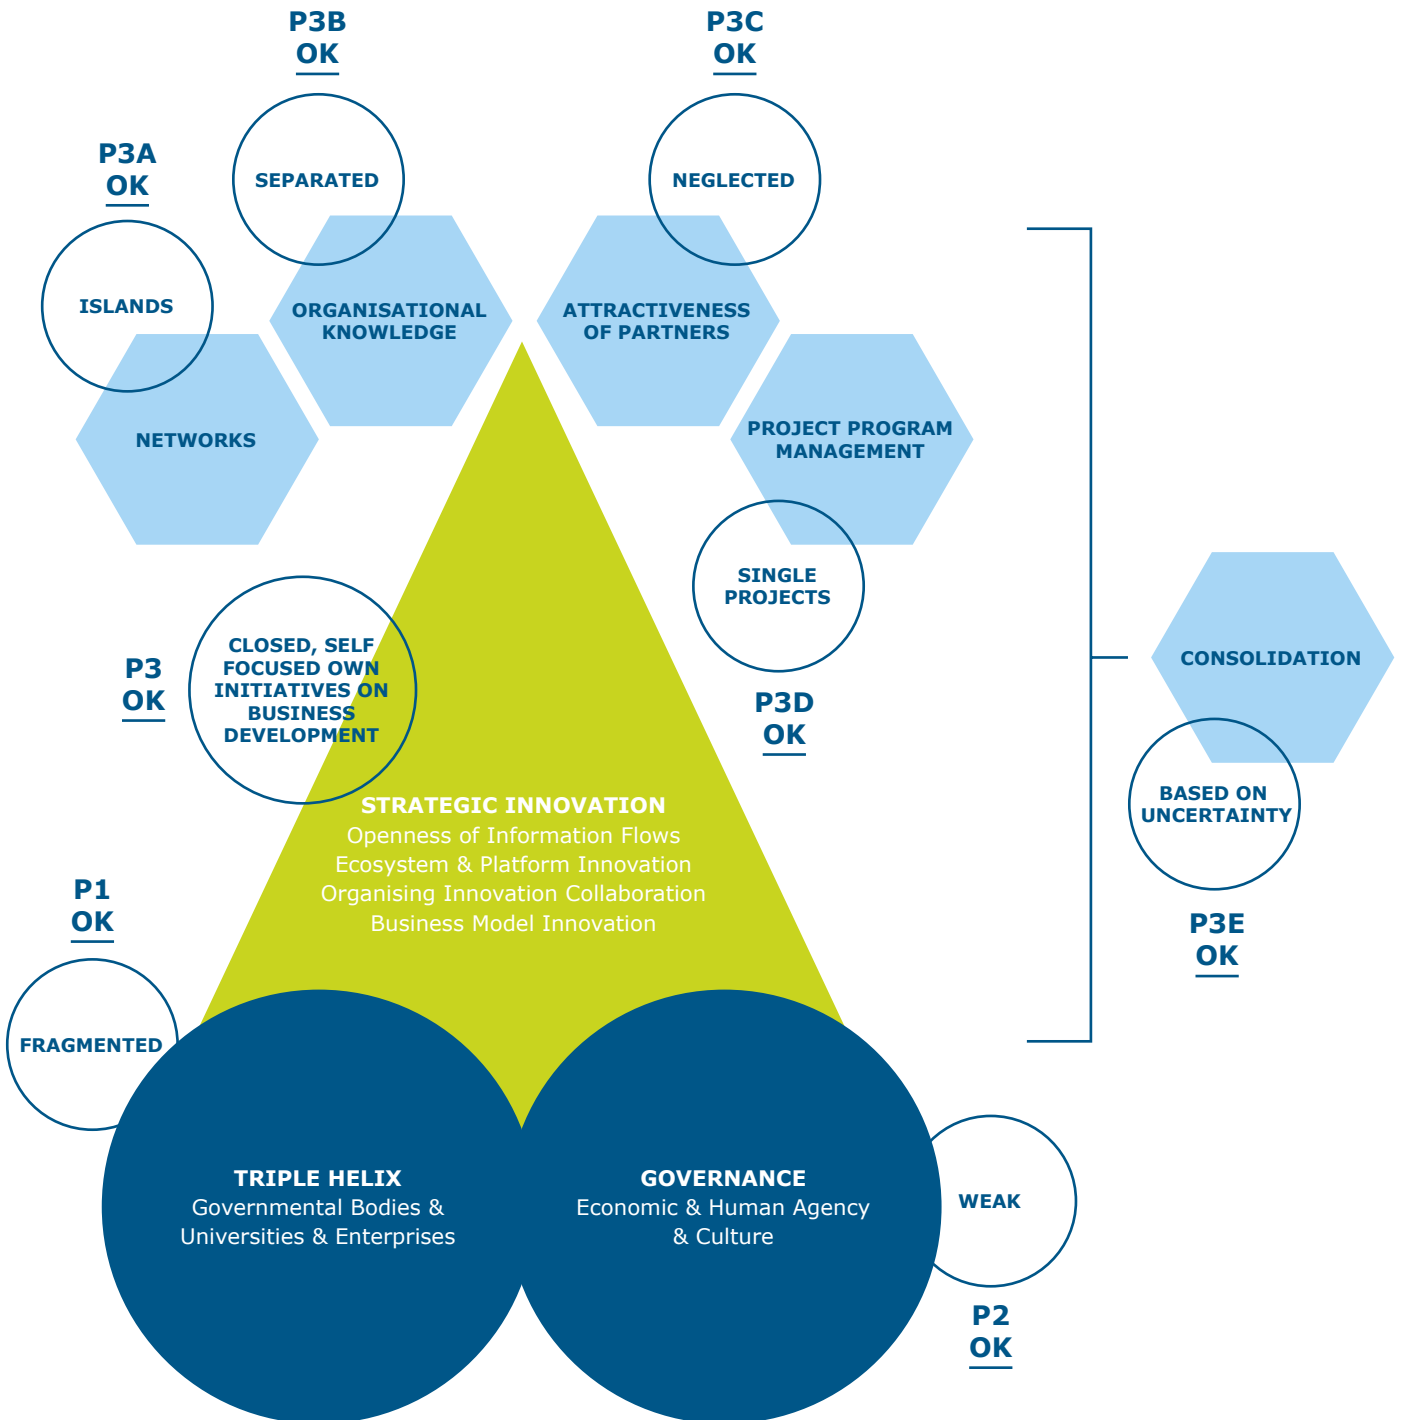 P3B
OK
P3C
OK
P3A
OK
SEPARATED
NEGLECTED
ISLANDS
ORGANISATIONAL
KNOWLEDGE
ATTRACTIVENESS
OF PARTNERS
NETWORKS
PROJECT PROGRAM
MANAGEMENT
SINGLE
PROJECTS
P3D
OK
P3
OK
CLOSED, SELF
FOCUSED OWN
INITIATIVES ON
BUSINESS
DEVELOPMENT
CONSOLIDATION
BASED ON
UNCERTAINTY
P3E
OK
STRATEGIC INNOVATION
Openness of Information Flows
Ecosystem & Platform Innovation
Organising Innovation Collaboration
Business Model Innovation
P1
OK
FRAGMENTED
TRIPLE HELIX
Governmental Bodies &
Universities & Enterprises
GOVERNANCE
Economic & Human Agency
& Culture
WEAK
P2
OK